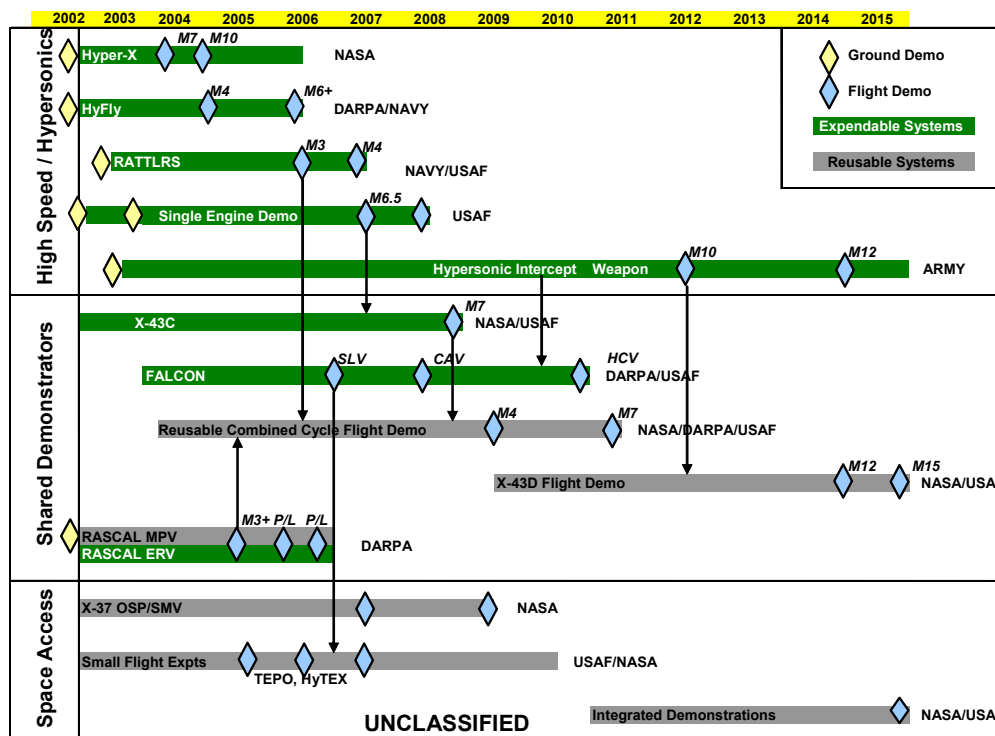 2002 2003 2004 2005 2006 2007 2008 2009 2010 2011 2012 2013 2014 2015
High Speed / Hypersonics
M7 M10
Hyper-X NASA
M4 M6+
HyFly DARPA/NAVY
M3 M4
RATTLRS NAVY/USAF
M6.5
Single Engine Demo USAF
M10 M12
Hypersonic Intercept Weapon ARMY
Ground Demo
Flight Demo
Expendable Systems
Reusable Systems
Shared Demonstrators
M7
X-43C NASA/USAF
SLV CAV HCV
FALCON DARPA/USAF
M4 M7
Reusable Combined Cycle Flight Demo NASA/DARPA/USAF
M12 M15
X-43D Flight Demo NASA/USA
M3+ P/L P/L
RASCAL MPV
RASCAL ERV DARPA
Space Access
X-37 OSP/SMV NASA
Small Flight Expts USAF/NASA
TEPO, HyTEX
Integrated Demonstrations NASA/USA
UNCLASSIFIED